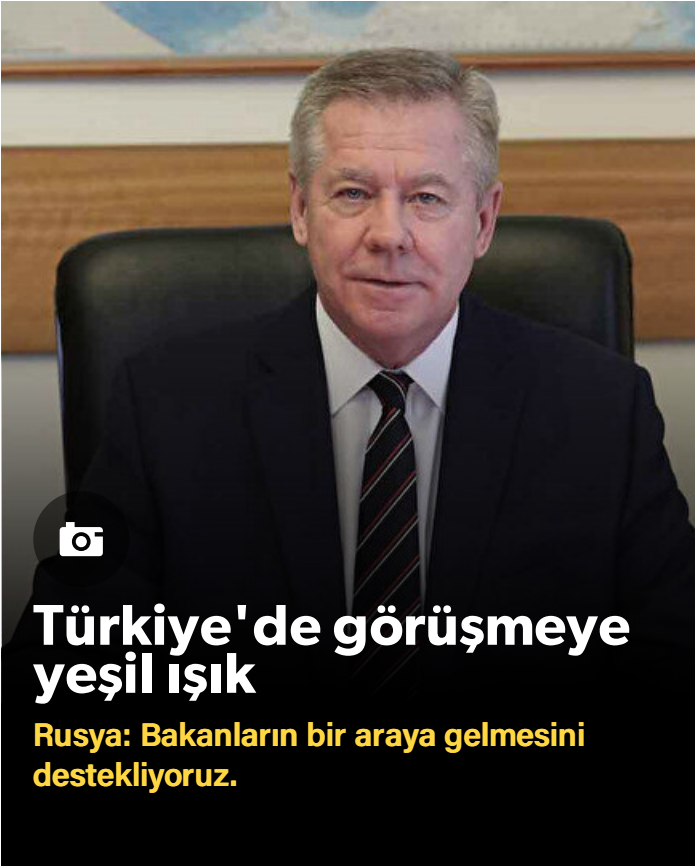 Türkiye'de görüşmeye
yeşil ışık
Rusya: Bakanların bir araya gelmesini
destekliyoruz.